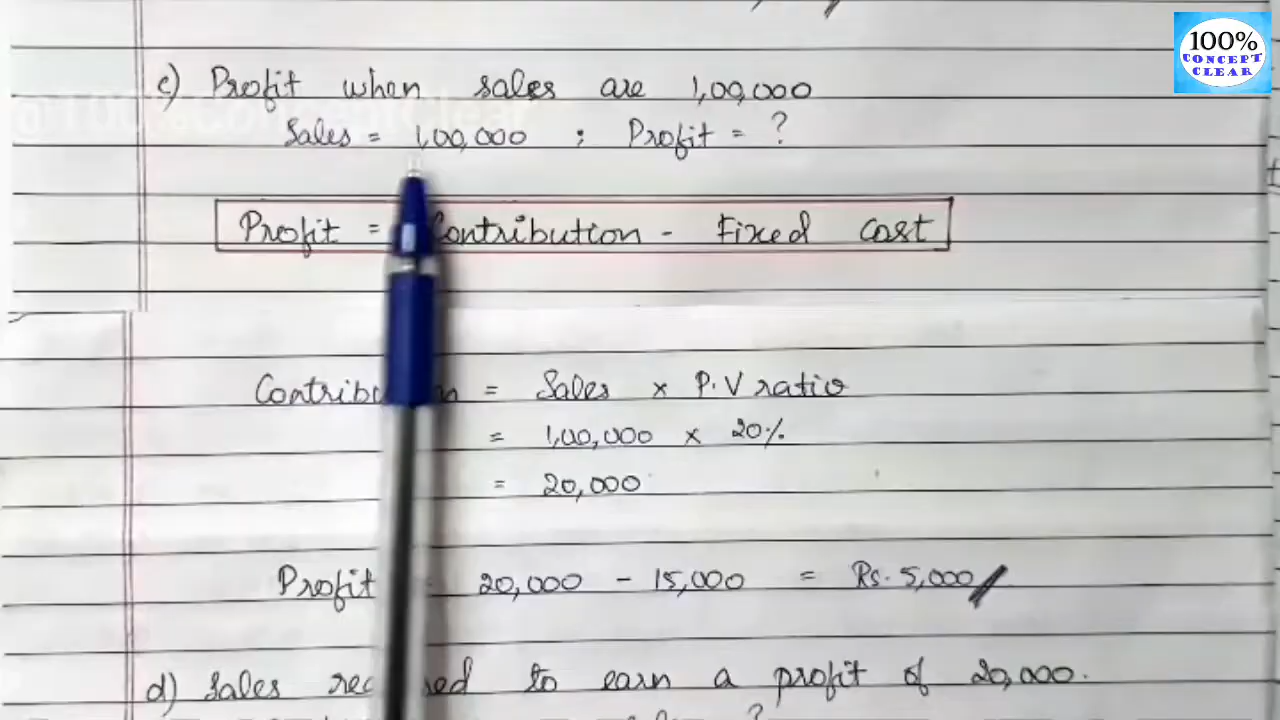 100%
CONCEPT
CLEAR
c) Profit when sales are 1,00,000
Sales = 1,00,000 ; Profit = ?
Profit = Contribution - Fixed cost
Contribution = Sales x P.V ratio
= 1,00,000 x 20%
= 20,000
Profit = 20,000 - 15,000 = Rs. 5,000
d) Sales required to earn a profit of 20,000.